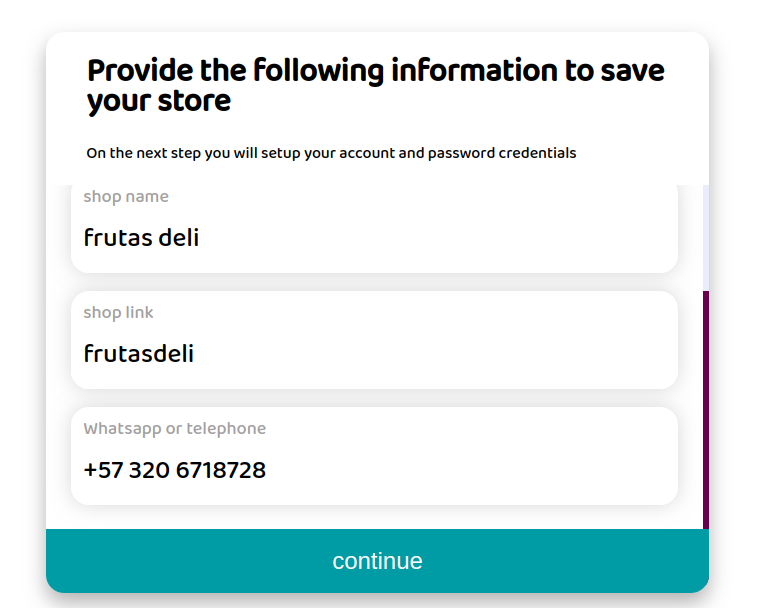 Provide the following information to save
your store
On the next step you will setup your account and password credentials
shop name
frutas deli
shop link
frutasdeli
Whatsapp or telephone
+57 320 6718728
continue